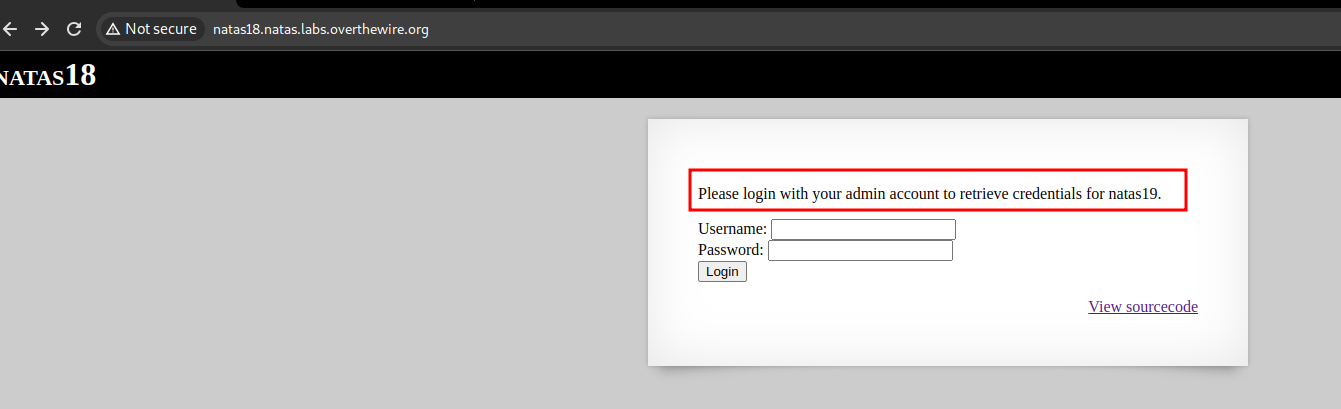 Not secure natas18.natas.labs.overthewire.org
NATAS18
Please login with your admin account to retrieve credentials for natas19.
Username:
Password:
Login
View sourcecode